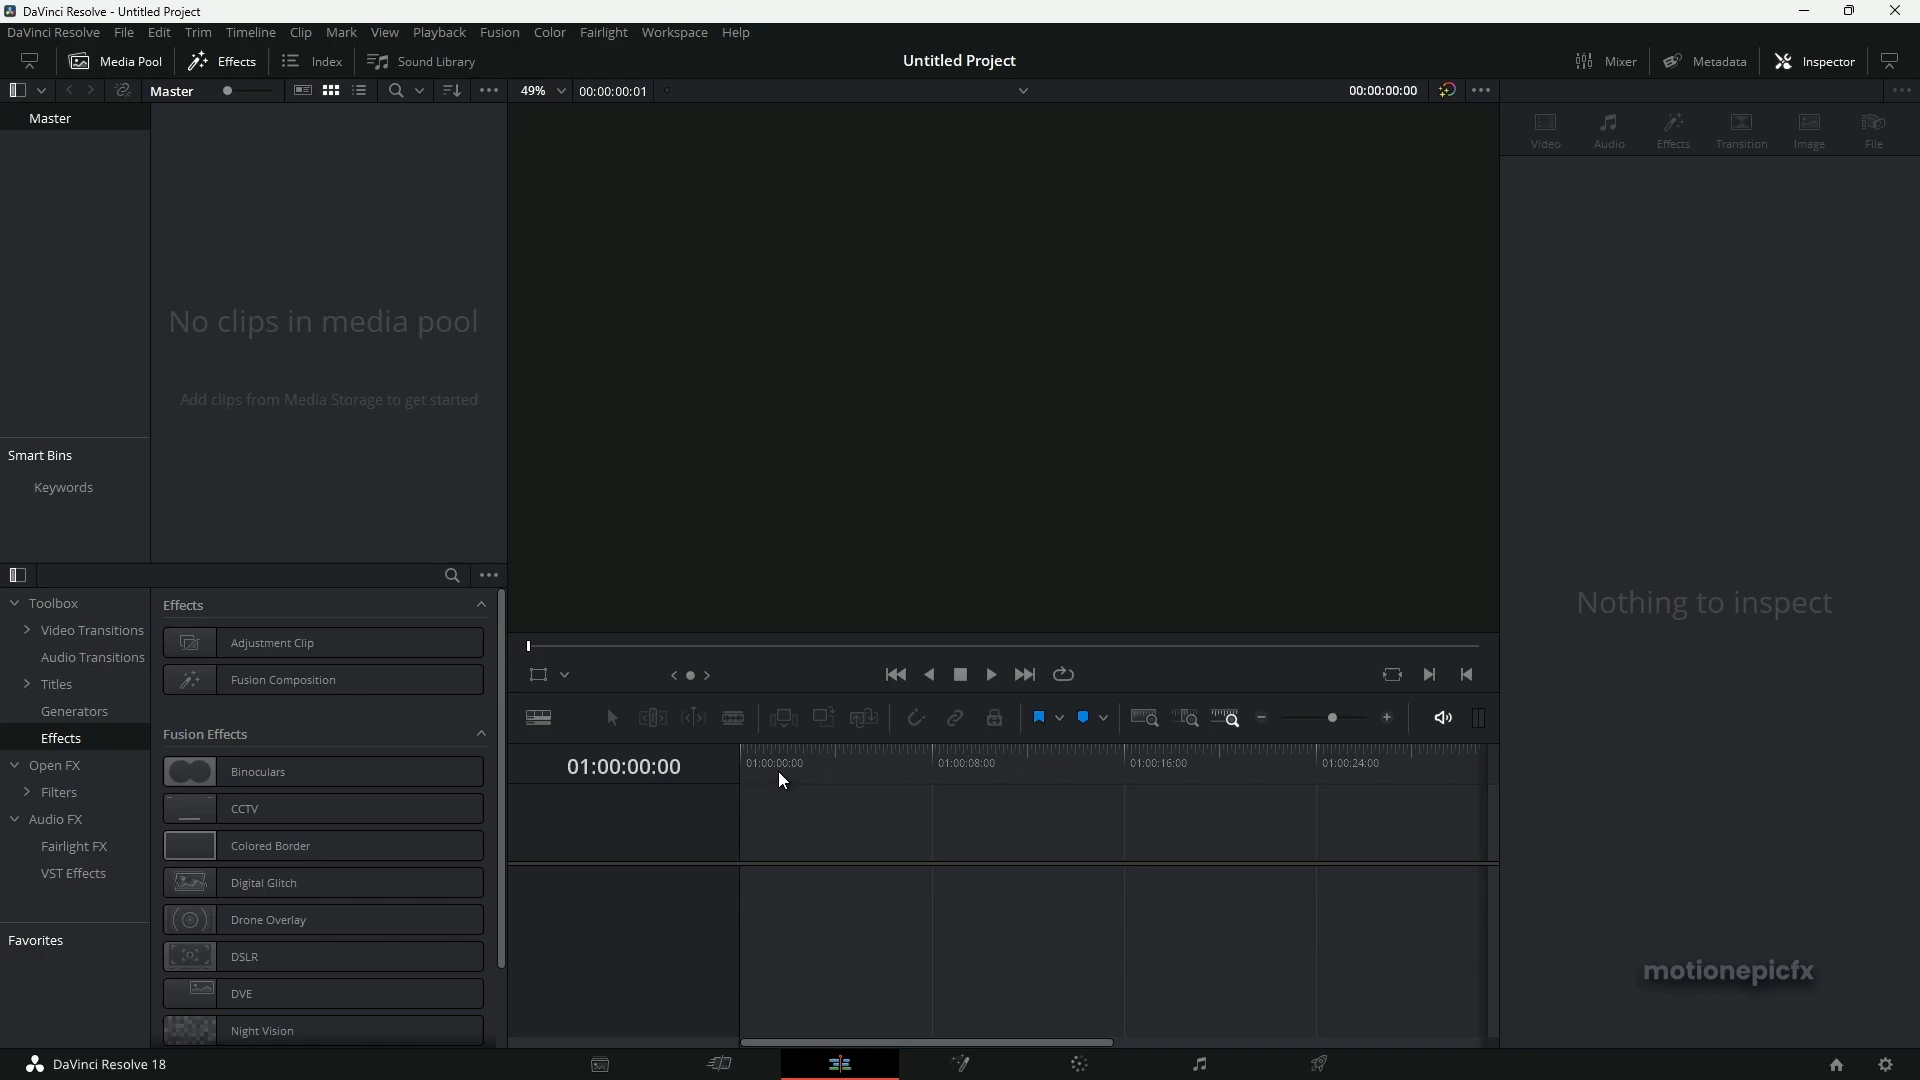 DaVinci Resolve - Untitled Project
DaVinci Resolve File Edit Trim Timeline Clip Mark View Playback Fusion Color Fairlight Workspace Help
Media Pool Effects Index Sound Library Untitled Project Mixer Metadata Inspector
Master 49% 00:00:00:01 00:00:00:00
Master
Video Audio Effects Transition Image File
No clips in media pool
Add clips from Media Storage to get started
Smart Bins
Keywords
Nothing to inspect
Toolbox
Video Transitions
Audio Transitions
Titles
Generators
Effects
Open FX
Filters
Audio FX
Fairlight FX
VST Effects
Favorites
Effects
Adjustment Clip
Fusion Composition
Fusion Effects
Binoculars
CCTV
Colored Border
Digital Glitch
Drone Overlay
DSLR
DVE
Night Vision
01:00:00:00
01:00:00:00 01:00:08:00 01:00:16:00 01:00:24:00
motionepicfx
DaVinci Resolve 18